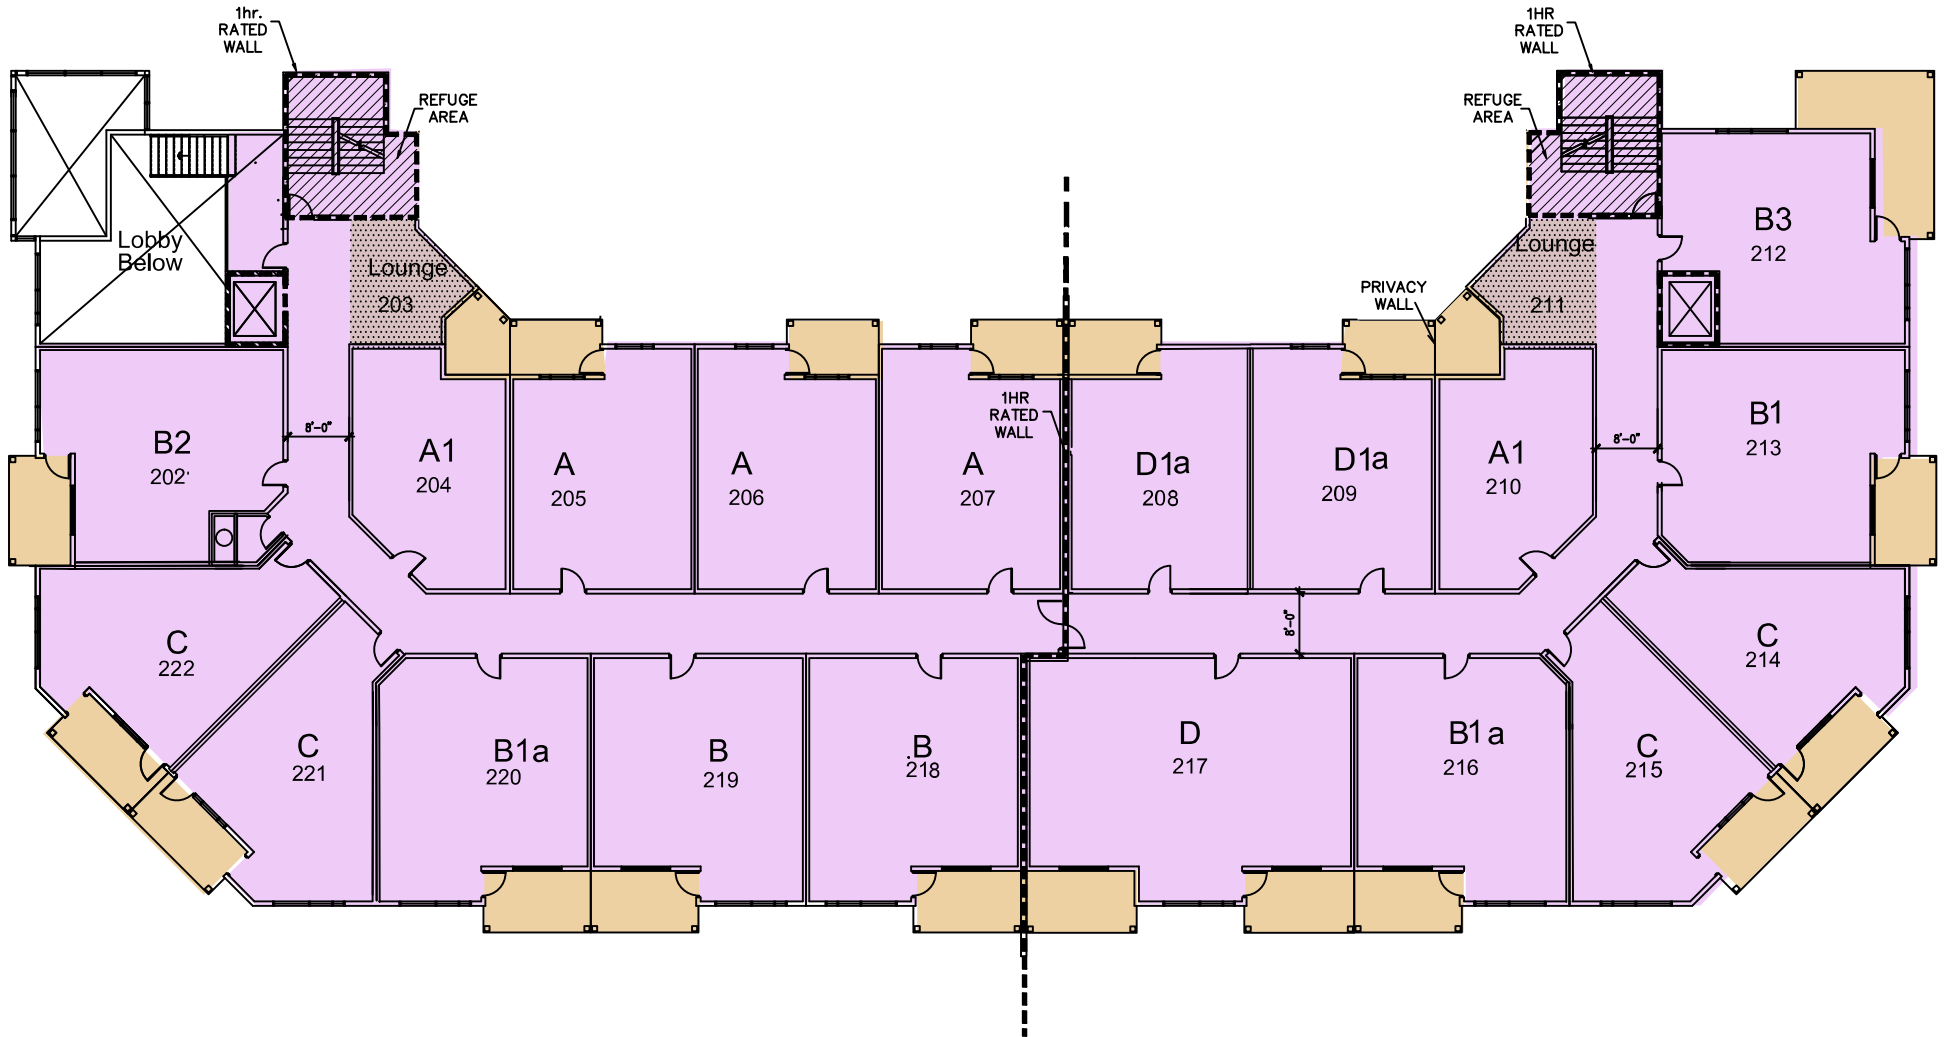 1hr.
RATED
WALL
REFUGE
AREA
1HR
RATED
WALL
REFUGE
AREA
Lobby
Below
Lounge
203
PRIVACY
WALL
Lounge
211
B3
212
B2
202
8'-0"
A1
204
A
205
A
206
A
207
1HR
RATED
WALL
D1a
208
D1a
209
A1
210
8'-0"
B1
213
8'-0"
C
222
C
221
B1a
220
B
219
B
218
D
217
B1a
216
C
215
C
214